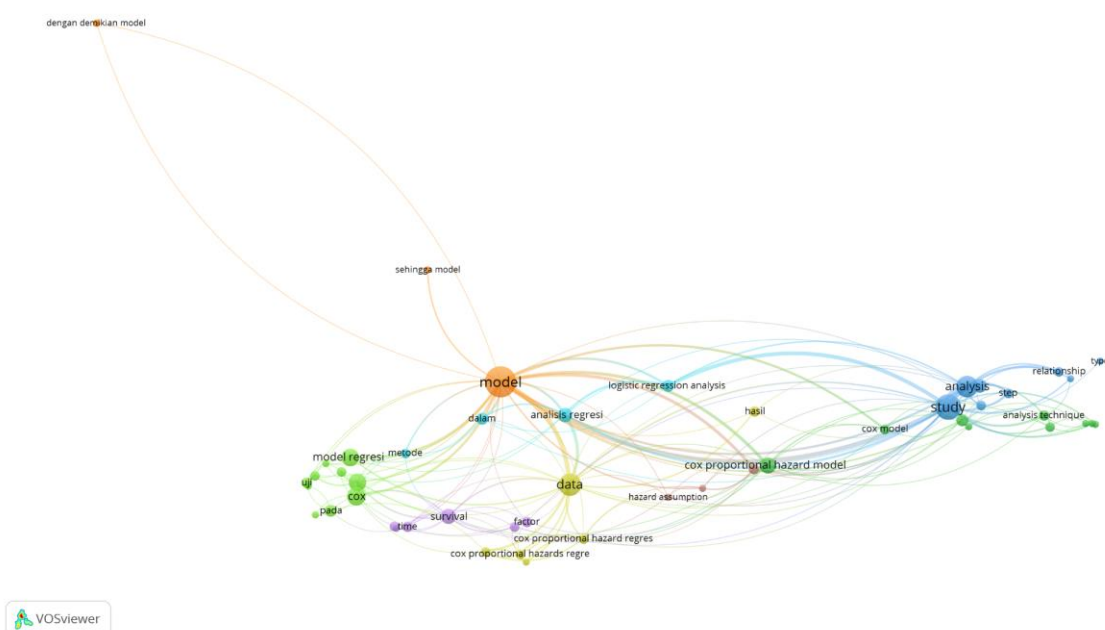 dengan demikian model
sehingga model
model
logistic regression analysis
analysis
relationship
type
step
study
dalam
analisis regresi
hasil
analysis technique
cox model
model regresi
metode
cox proportional hazard model
uji
cox
data
hazard assumption
pada
time
survival
factor
cox proportional hazard regres
cox proportional hazards regre
VOSviewer